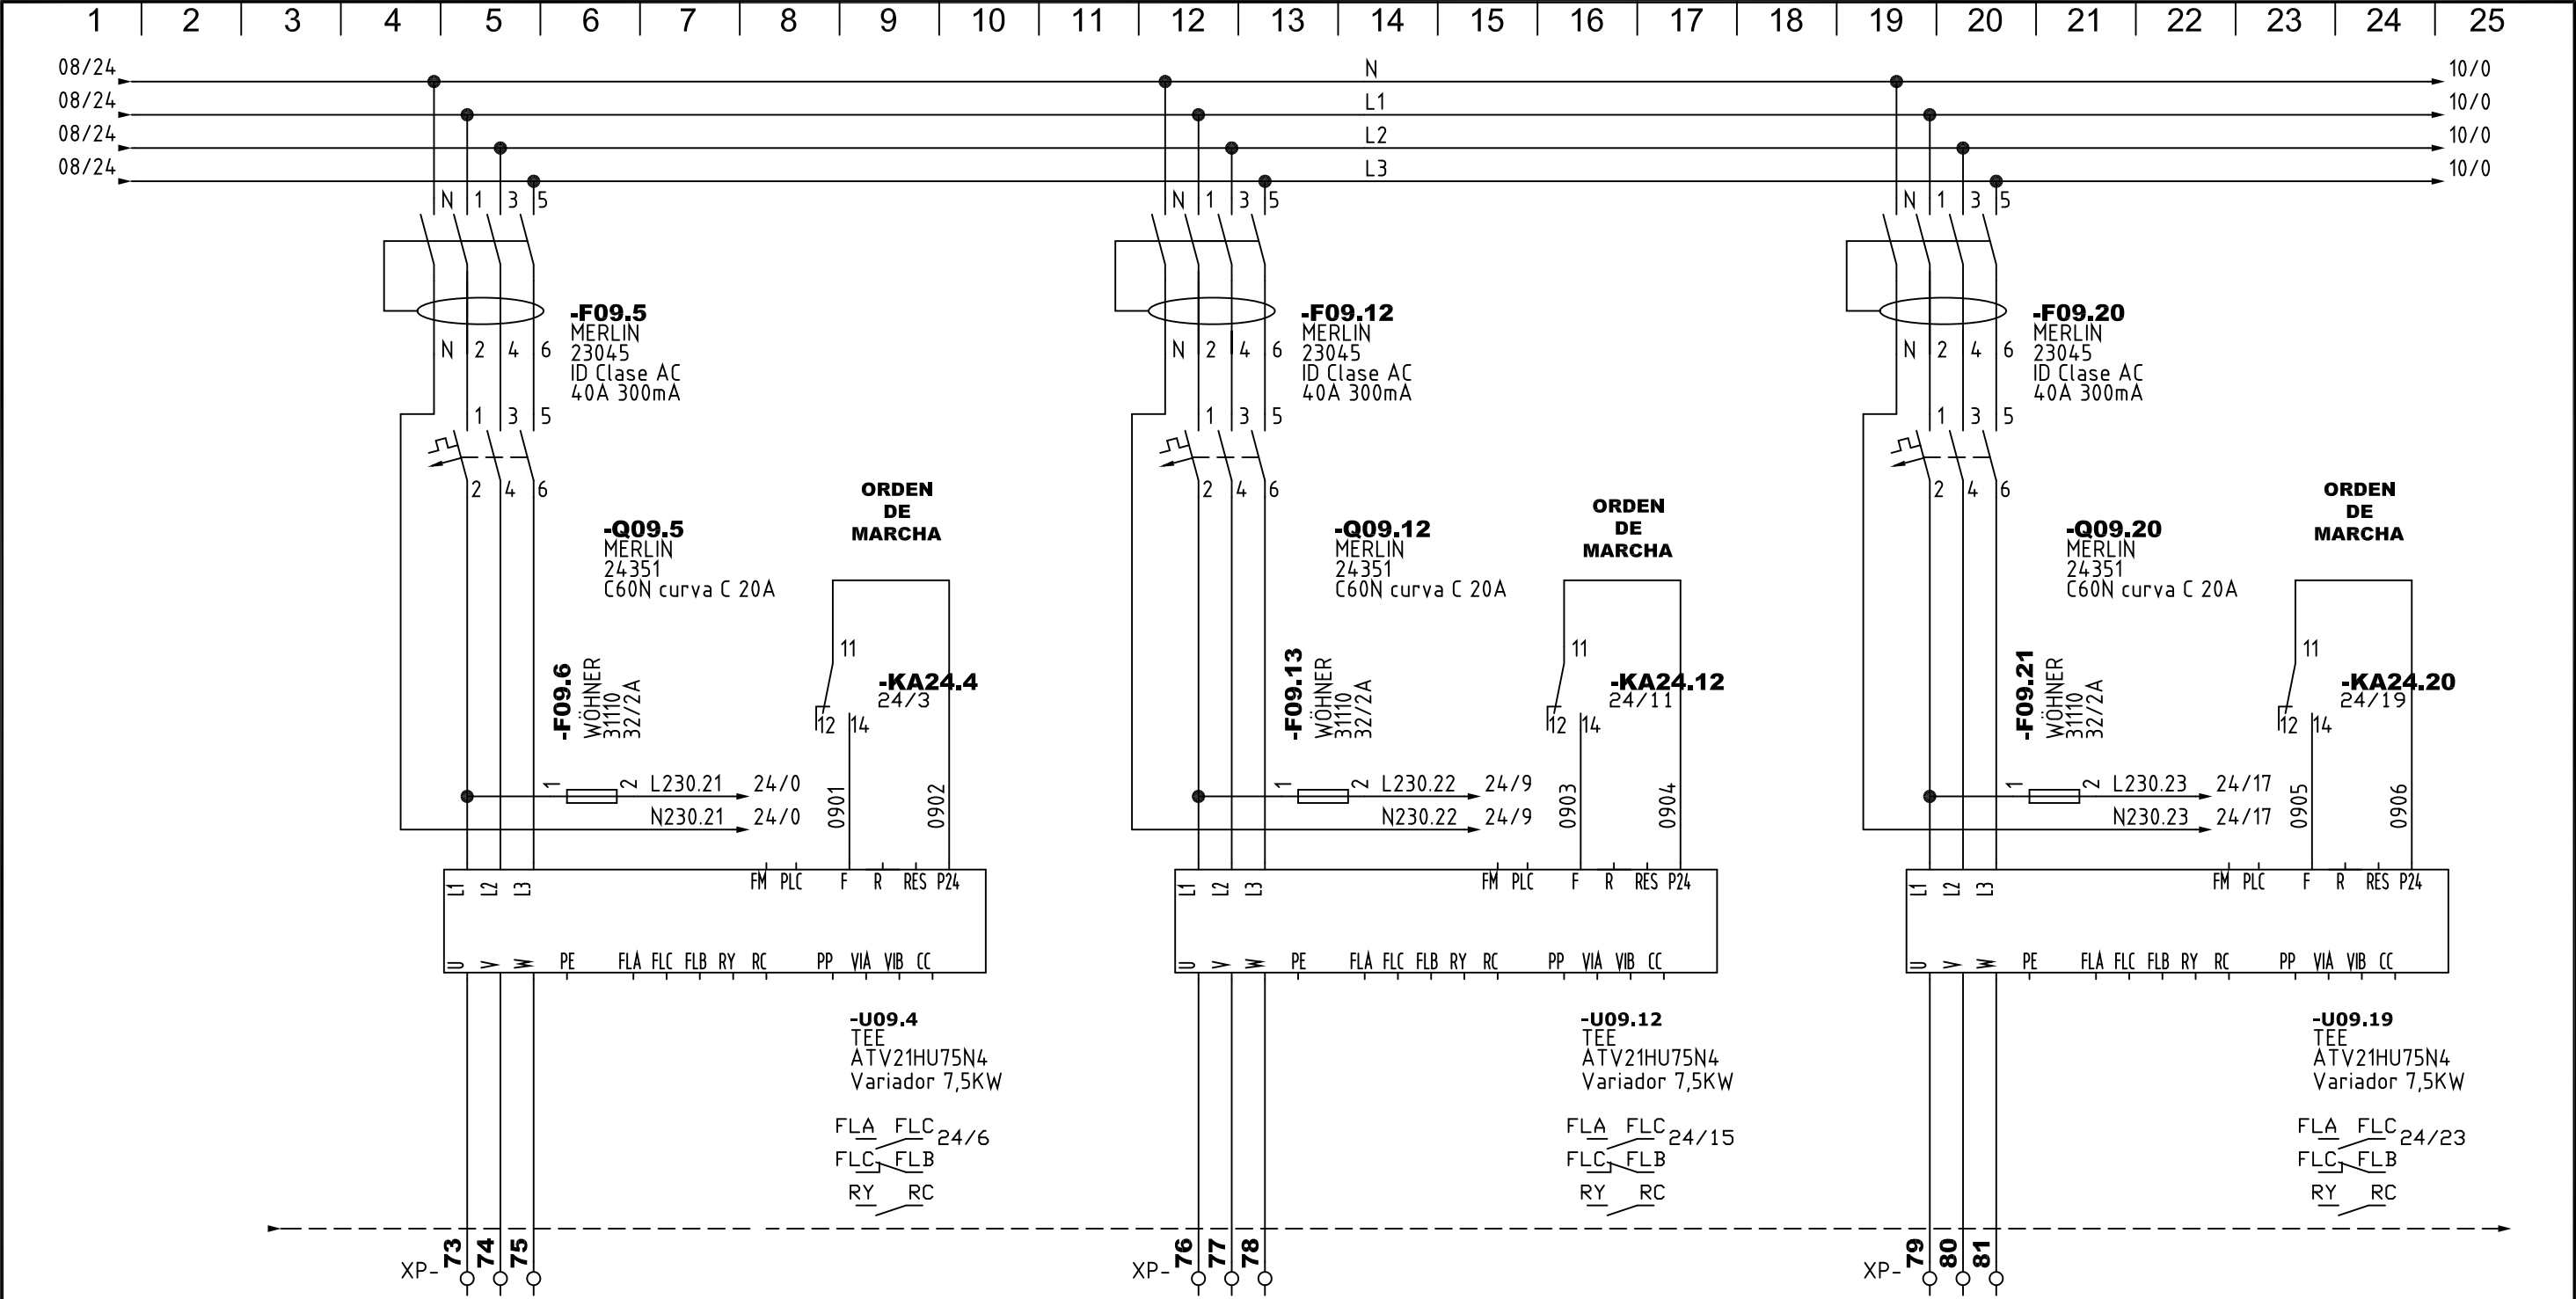 1 2 3 4 5 6 7 8 9 10 11 12 13 14 15 16 17 18 19 20 21 22 23 24 25
08/24 N 10/0
08/24 L1 10/0
08/24 L2 10/0
08/24 L3 10/0
N 1 3 5
N 1 3 5
N 1 3 5
-F09.5
MERLIN
23045
ID Clase AC
40A 300mA
N 2 4 6
1 3 5
2 4 6
-F09.12
MERLIN
23045
ID Clase AC
40A 300mA
N 2 4 6
1 3 5
2 4 6
-F09.20
MERLIN
23045
ID Clase AC
40A 300mA
N 2 4 6
1 3 5
2 4 6
-Q09.5
MERLIN
24351
C60N curva C 20A
ORDEN
DE
MARCHA
-Q09.12
MERLIN
24351
C60N curva C 20A
ORDEN
DE
MARCHA
-Q09.20
MERLIN
24351
C60N curva C 20A
ORDEN
DE
MARCHA
-F09.6
WÖHNER
31110
32/2A
11
-KA24.4
24/3
12 14
-F09.13
WÖHNER
31110
32/2A
11
-KA24.12
24/11
12 14
-F09.21
WÖHNER
31110
32/2A
11
-KA24.20
24/19
12 14
1 2 L230.21 24/0
N230.21 24/0
0901 0902
1 2 L230.22 24/9
N230.22 24/9
0903 0904
1 2 L230.23 24/17
N230.23 24/17
0905 0906
L1 L2 L3 FM PLC F R RES P24
U V W PE FLA FLC FLB RY RC PP VIA VIB CC
L1 L2 L3 FM PLC F R RES P24
U V W PE FLA FLC FLB RY RC PP VIA VIB CC
L1 L2 L3 FM PLC F R RES P24
U V W PE FLA FLC FLB RY RC PP VIA VIB CC
-U09.4
TEE
ATV21HU75N4
Variador 7,5KW
FLA FLC 24/6
FLC FLB
RY RC
-U09.12
TEE
ATV21HU75N4
Variador 7,5KW
FLA FLC 24/15
FLC FLB
RY RC
-U09.19
TEE
ATV21HU75N4
Variador 7,5KW
FLA FLC 24/23
FLC FLB
RY RC
XP- 73 74 75
XP- 76 77 78
XP- 79 80 81